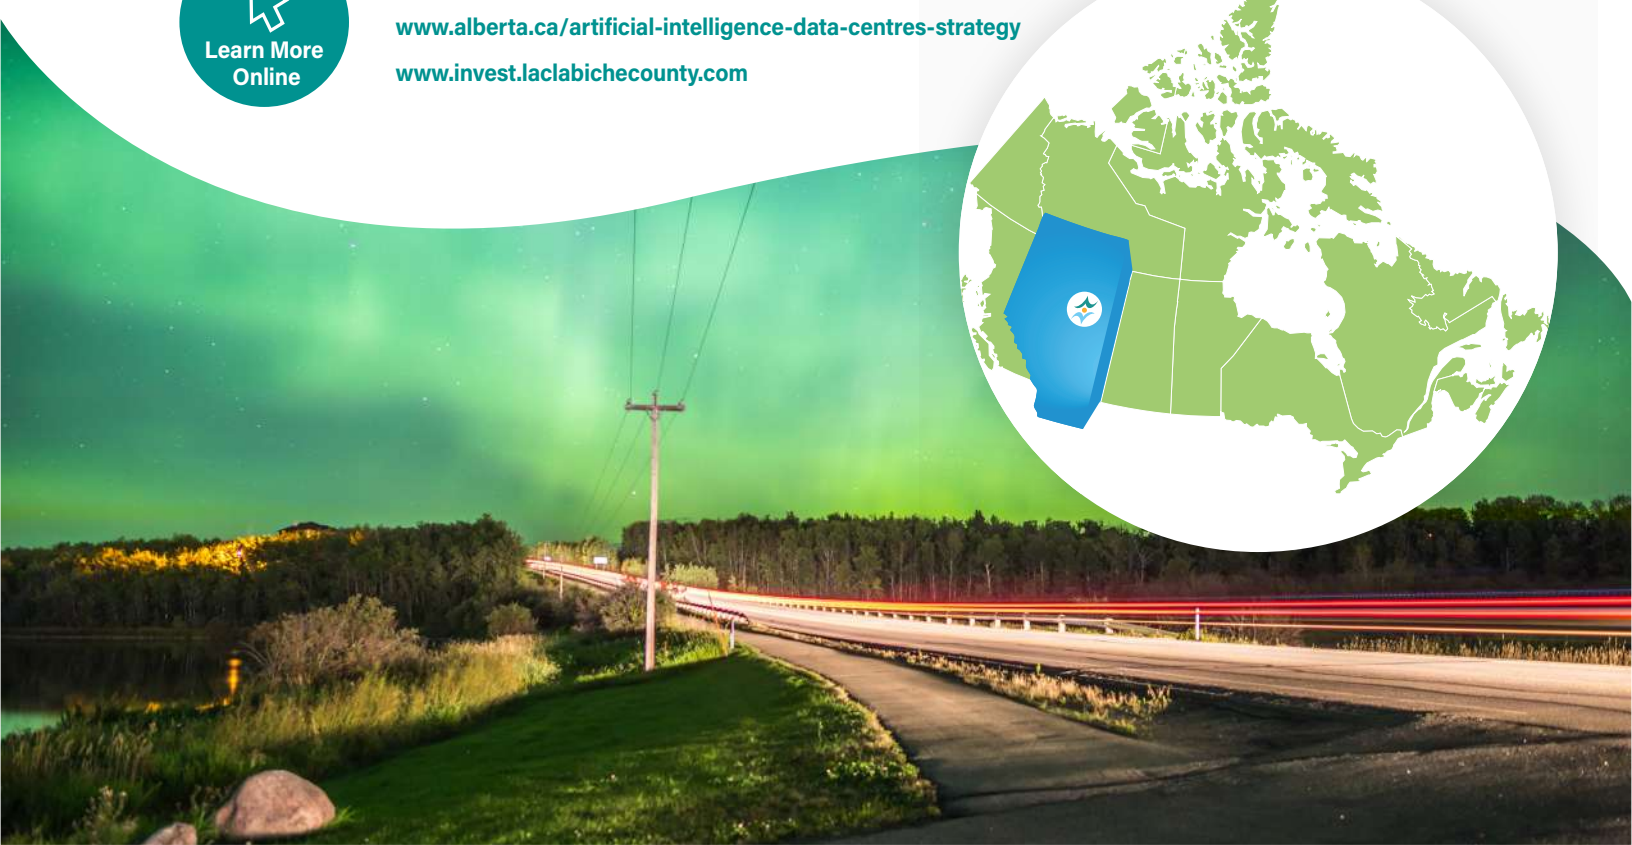 www.alberta.ca/artificial-intelligence-data-centres-strategy
Learn More
Online
www.invest.laclabichecounty.com